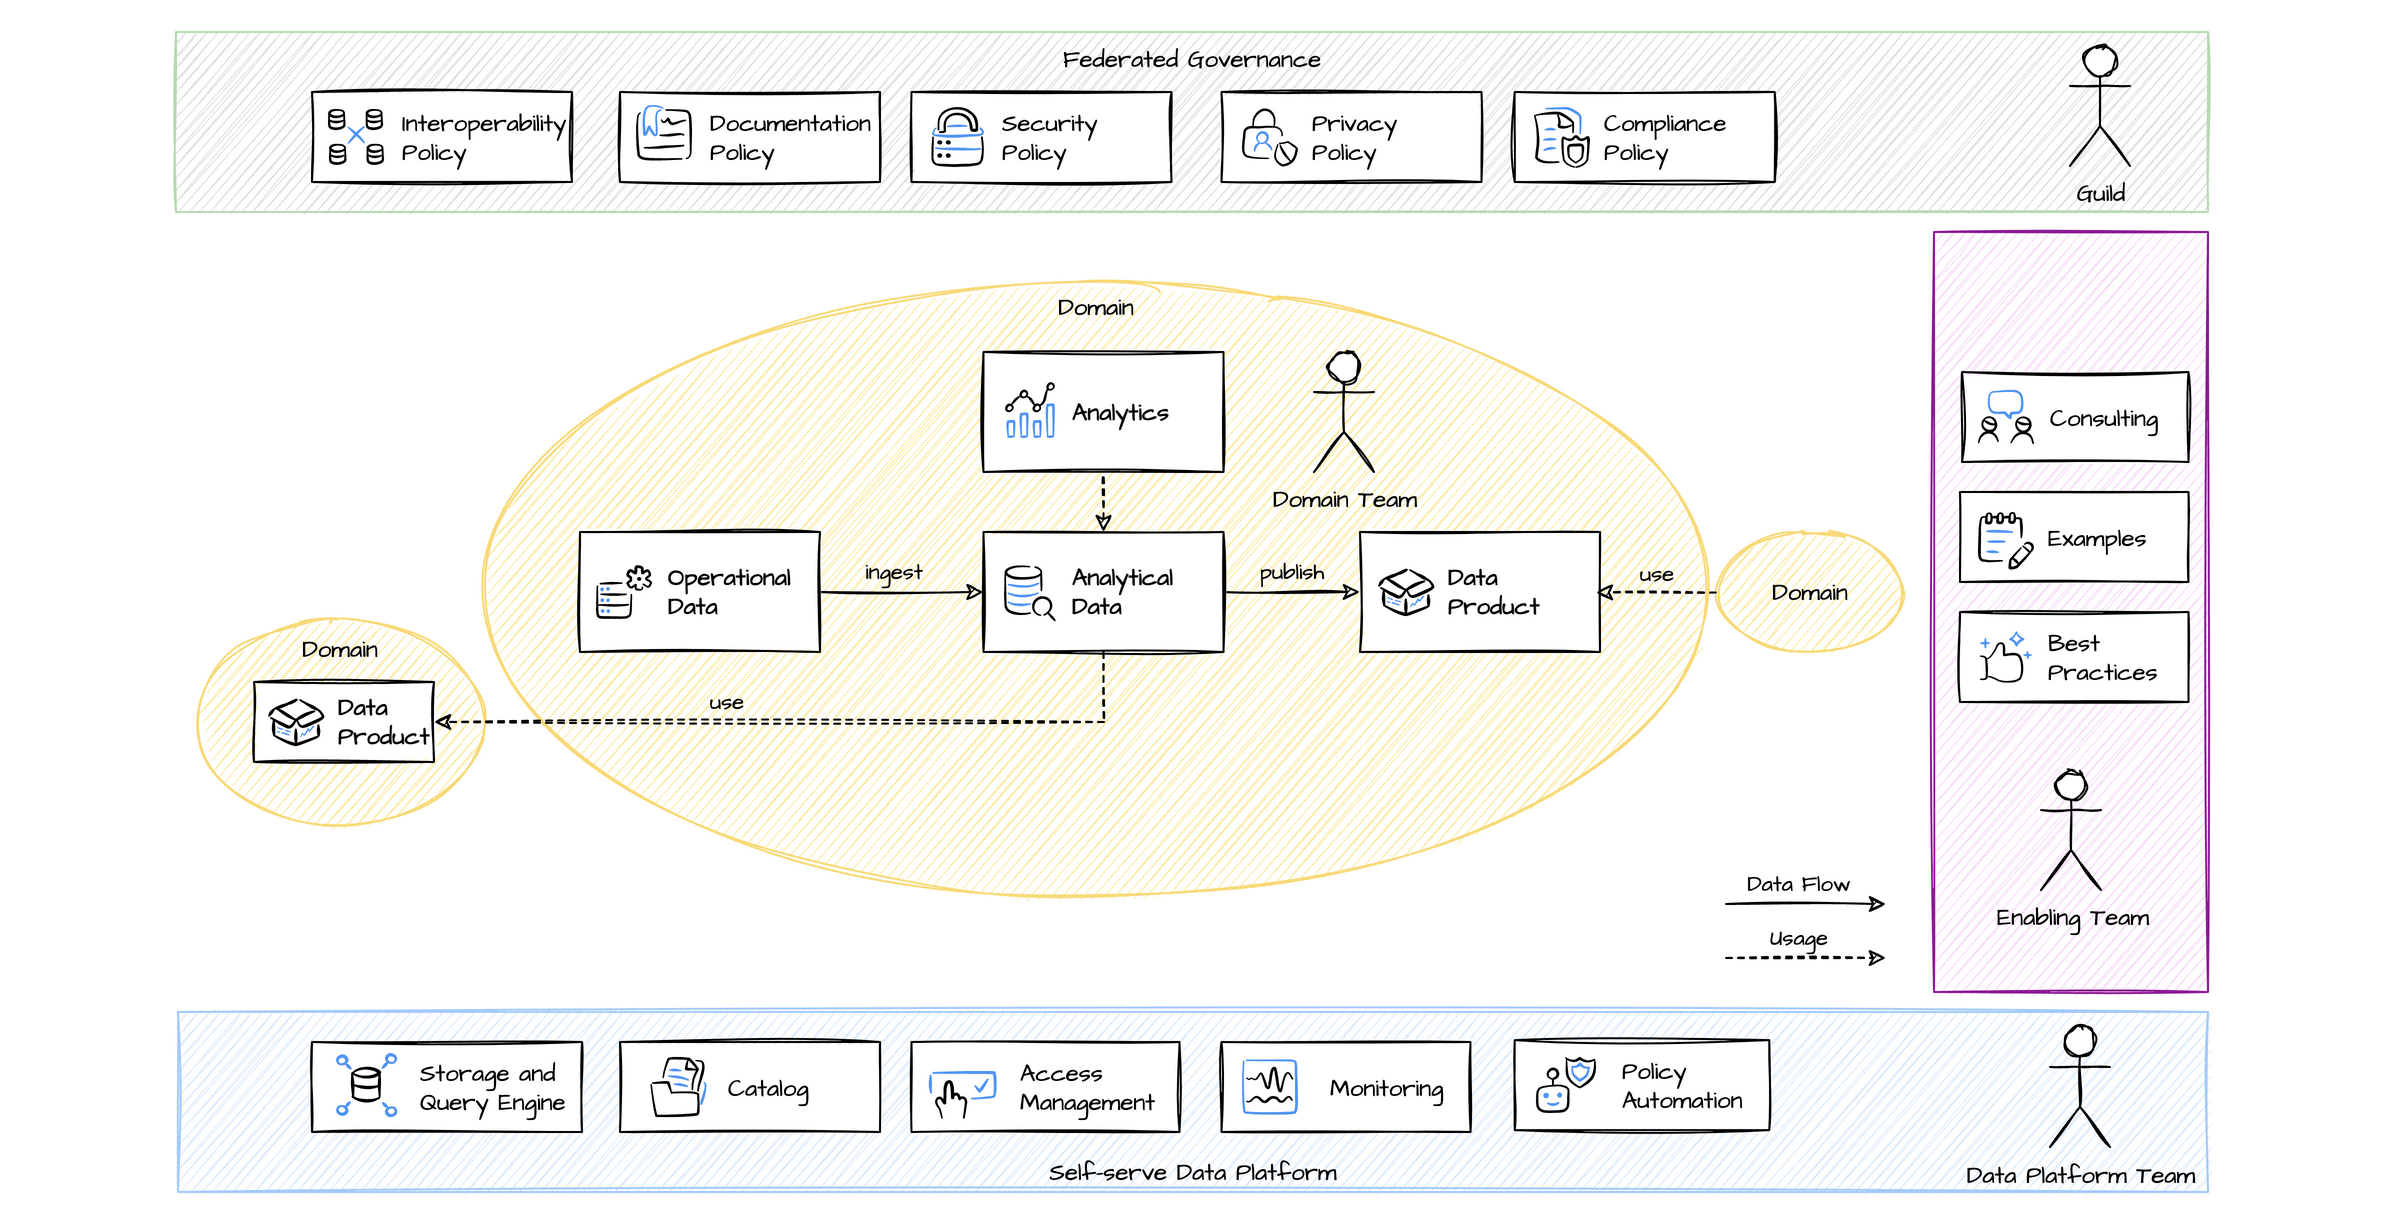 Federated Governance
Interoperability
Policy
Documentation
Policy
Security
Policy
Privacy
Policy
Compliance
Policy
Guild
Domain
Analytics
Domain Team
Operational
Data
ingest
Analytical
Data
publish
Data
Product
use
Domain
Domain
Data
Product
use
Consulting
Examples
Best
Practices
Enabling Team
Data Flow
Usage
Storage and
Query Engine
Catalog
Access
Management
Monitoring
Policy
Automation
Self-serve Data Platform
Data Platform Team